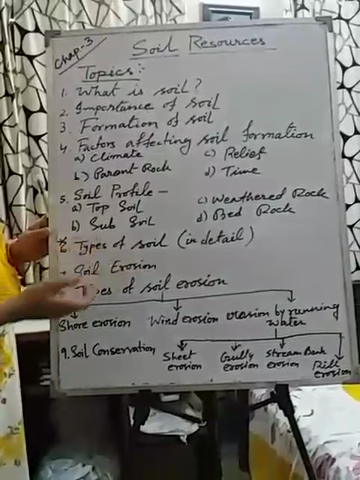 Chap:3
Soil Resources
Topics:-
1. What is soil?
2. Importance of soil
3. Formation of soil
4. Factors affecting soil formation
a) Climate c) Relief
b) Parent Rock d) Time
5. Soil Profile -
a) Top Soil c) Weathered Rock
b) Sub Soil d) Bed Rock
6. Types of soil (in detail)
Soil Erosion
Types of soil erosion
Shore erosion Wind erosion erosion by running
water
9. Soil Conservation Sheet erosion Gully erosion Stream Bank erosion Rill erosion